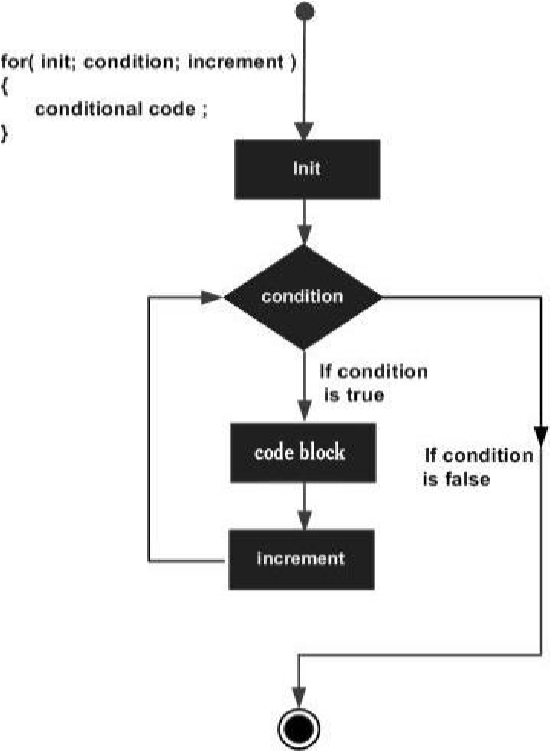 for( init; condition; increment )
{
conditional code ;
}
Init
condition
If condition
is true
code block
If condition
is false
increment